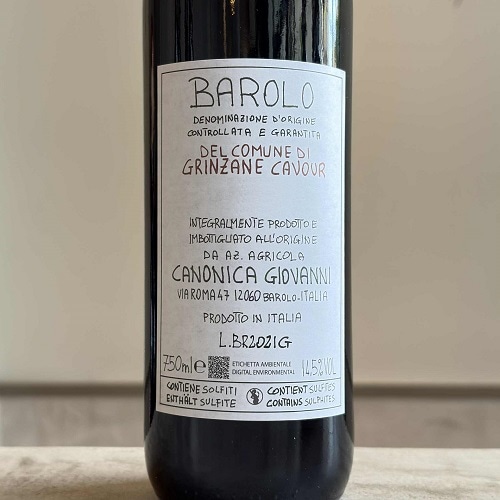 BAROLO
DENOMINAZIONE D'ORIGINE
CONTROLLATA E GARANTITA
DEL COMUNE DI
GRINZANE CAVOUR
INTEGRALMENTE PRODOTTO E
IMBOTTIGLIATO ALL'ORIGINE
DA AZ. AGRICOLA
CANONICA GIOVANNI
VIA ROMA 47 12060 BAROLO-ITALIA
PRODOTTO IN ITALIA
L.BR2021G
750ml e ETICHETTA AMBIENTALE 14,5%VOL
DIGITAL ENVIRONMENTAL
CONTIENE SOLFITI CONTIENT SULFITES
ENTHÄLT SULFITE CONTAINS SULPHITES